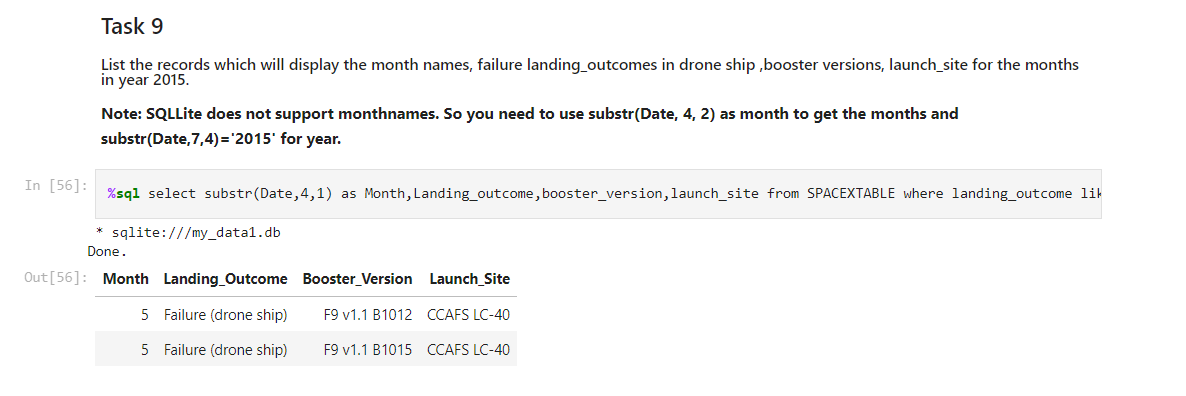 Task 9
List the records which will display the month names, failure landing_outcomes in drone ship ,booster versions, launch_site for the months
in year 2015.
Note: SQLLite does not support monthnames. So you need to use substr(Date, 4, 2) as month to get the months and
substr(Date,7,4)='2015' for year.
In [56]: %sql select substr(Date,4,1) as Month,Landing_outcome,booster_version,launch_site from SPACEXTABLE where landing_outcome lik
* sqlite:///my_data1.db
Done.
Out[56]: Month Landing_Outcome Booster_Version Launch_Site
5 Failure (drone ship) F9 v1.1 B1012 CCAFS LC-40
5 Failure (drone ship) F9 v1.1 B1015 CCAFS LC-40